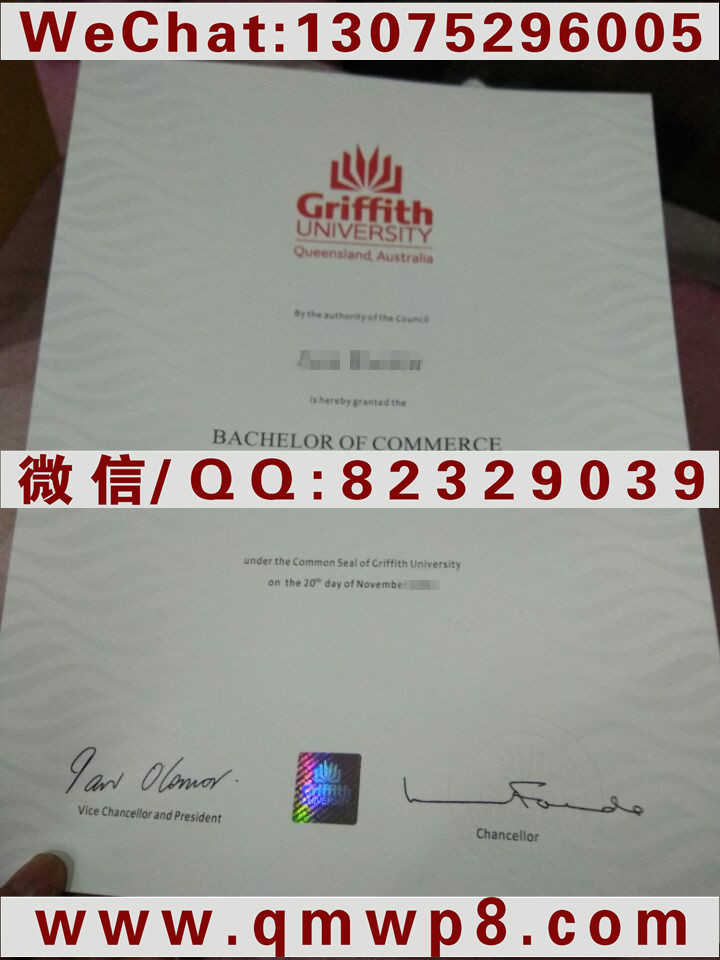 WeChat:13075296005
Griffith
UNIVERSITY
Queensland, Australia
By the authority of the Council
is hereby granted the
BACHELOR OF COMMERCE
微信/QQ:82329039
under the Common Seal of Griffith University
on the 20th day of November
Griffith
UNIVERSITY
Vice Chancellor and President
Chancellor
www.qmwp8.com